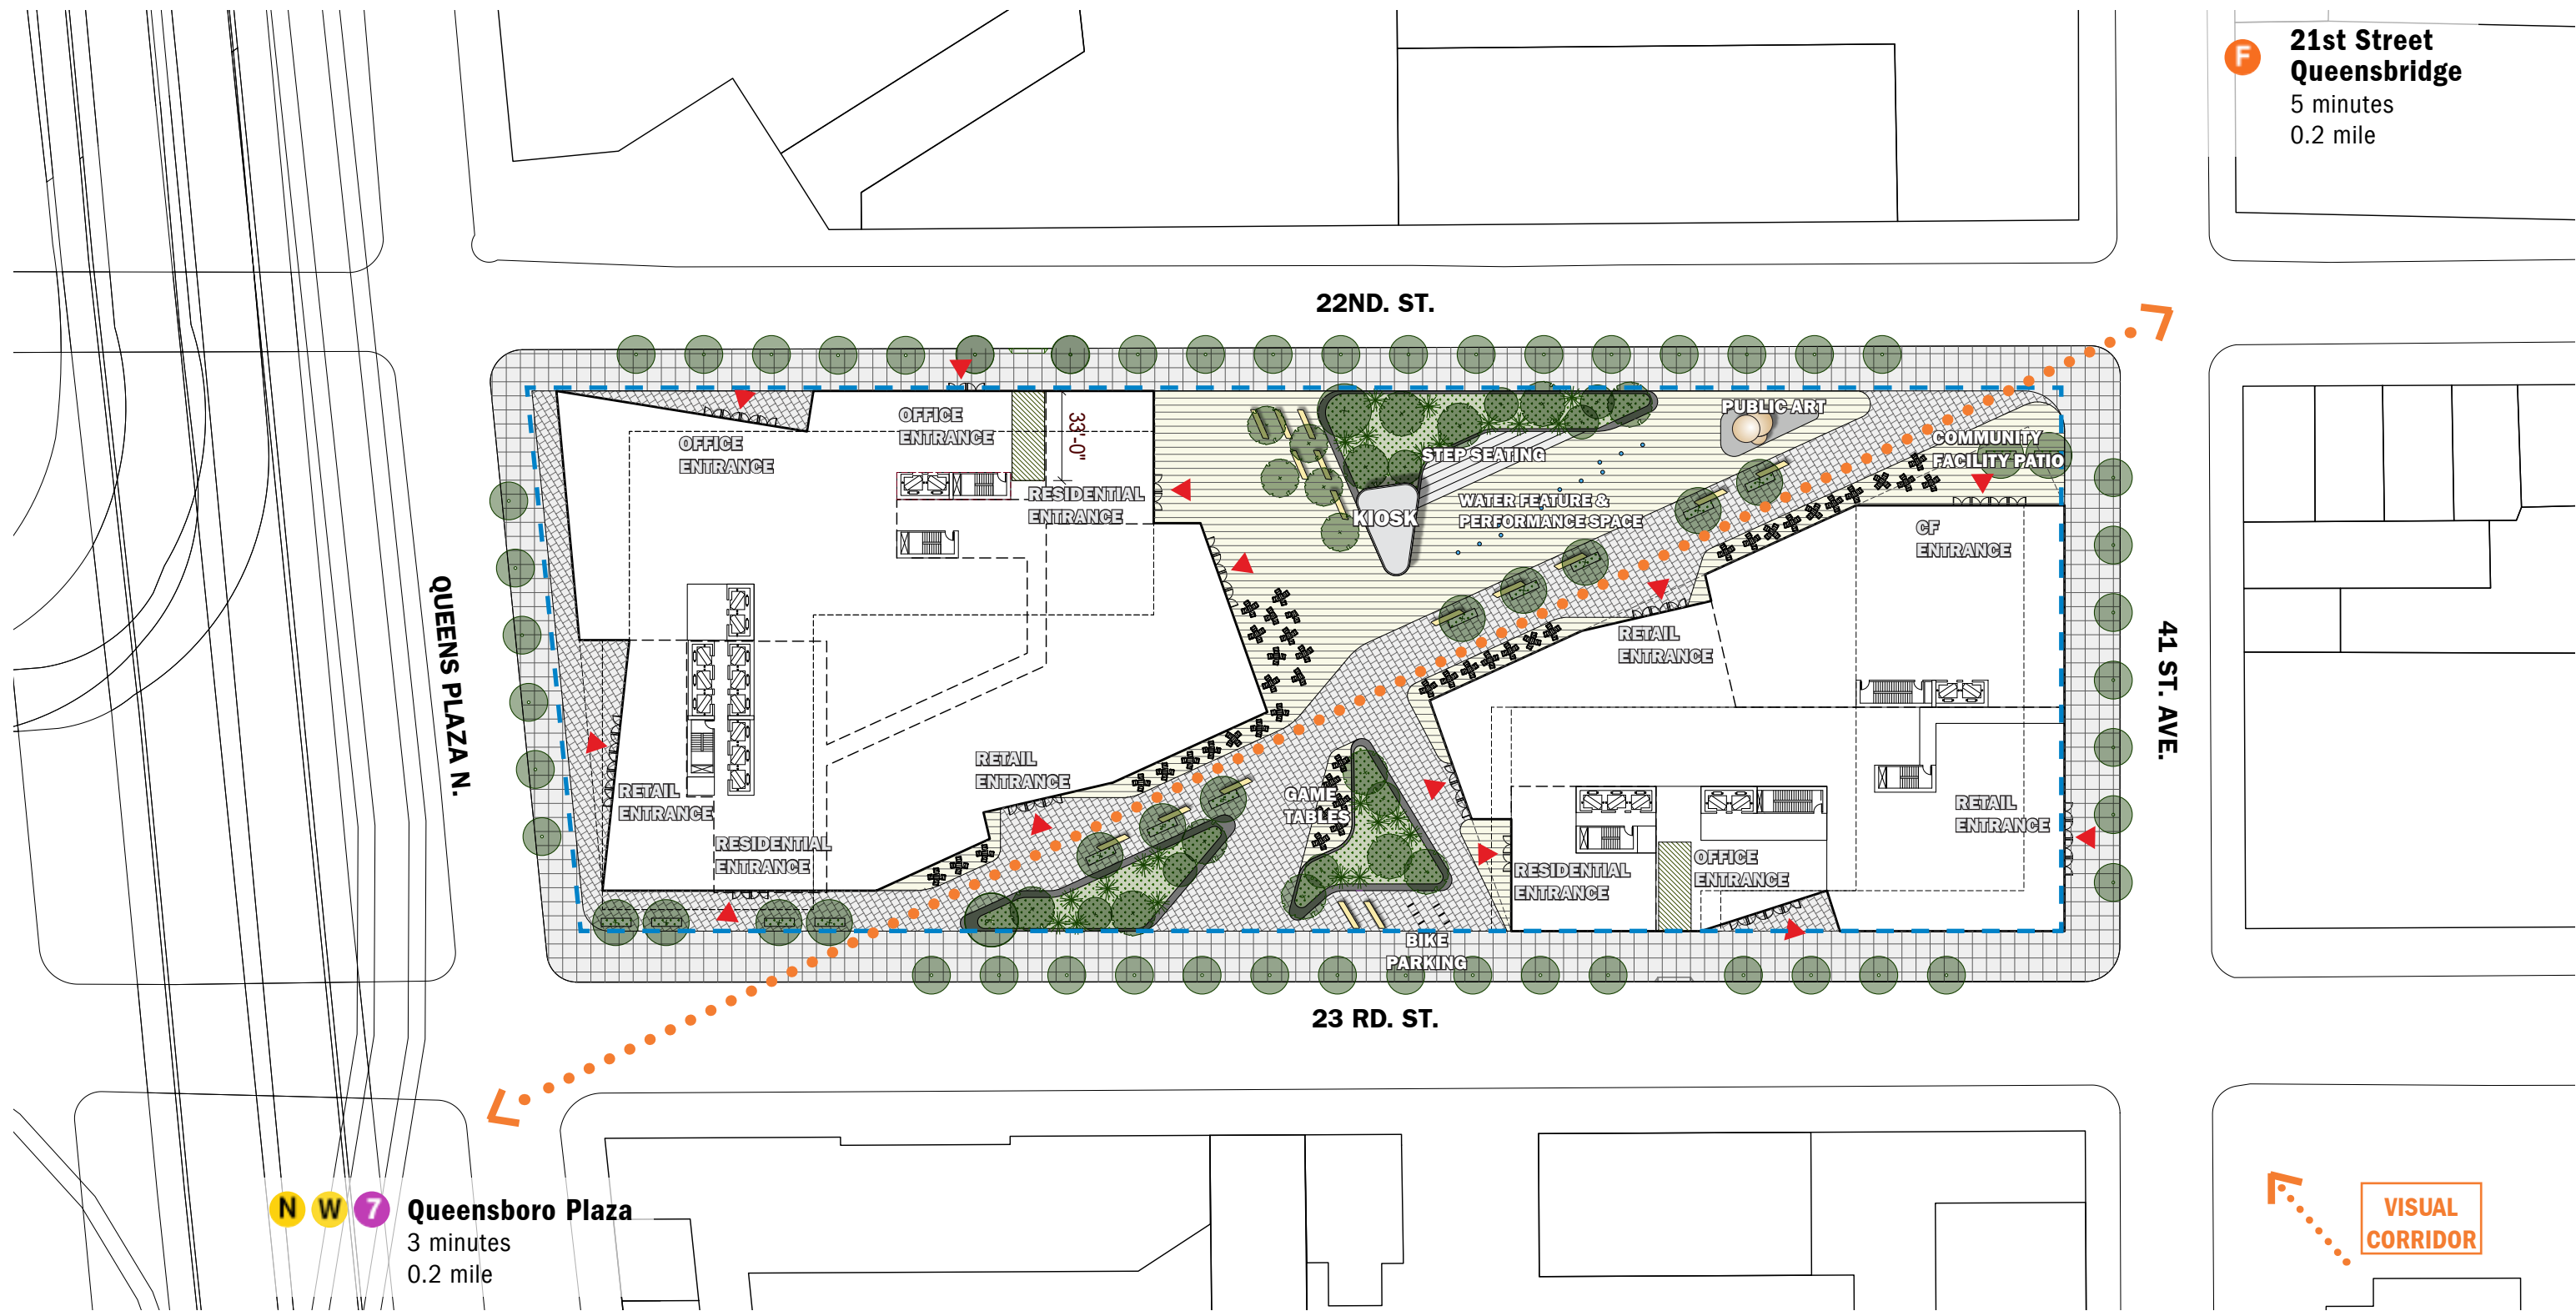 F
21st Street
Queensbridge
5 minutes
0.2 mile
22ND. ST.
OFFICE
ENTRANCE
OFFICE
ENTRANCE
33'-0"
RESIDENTIAL
ENTRANCE
PUBLIC ART
STEP SEATING
COMMUNITY
FACILITY PATIO
KIOSK
WATER FEATURE &
PERFORMANCE SPACE
CF
ENTRANCE
QUEENS PLAZA N.
41 ST. AVE.
RETAIL
ENTRANCE
RETAIL
ENTRANCE
RETAIL
ENTRANCE
GAME
TABLES
RETAIL
ENTRANCE
RESIDENTIAL
ENTRANCE
RESIDENTIAL
ENTRANCE
OFFICE
ENTRANCE
BIKE
PARKING
23 RD. ST.
N W 7
Queensboro Plaza
3 minutes
0.2 mile
VISUAL
CORRIDOR